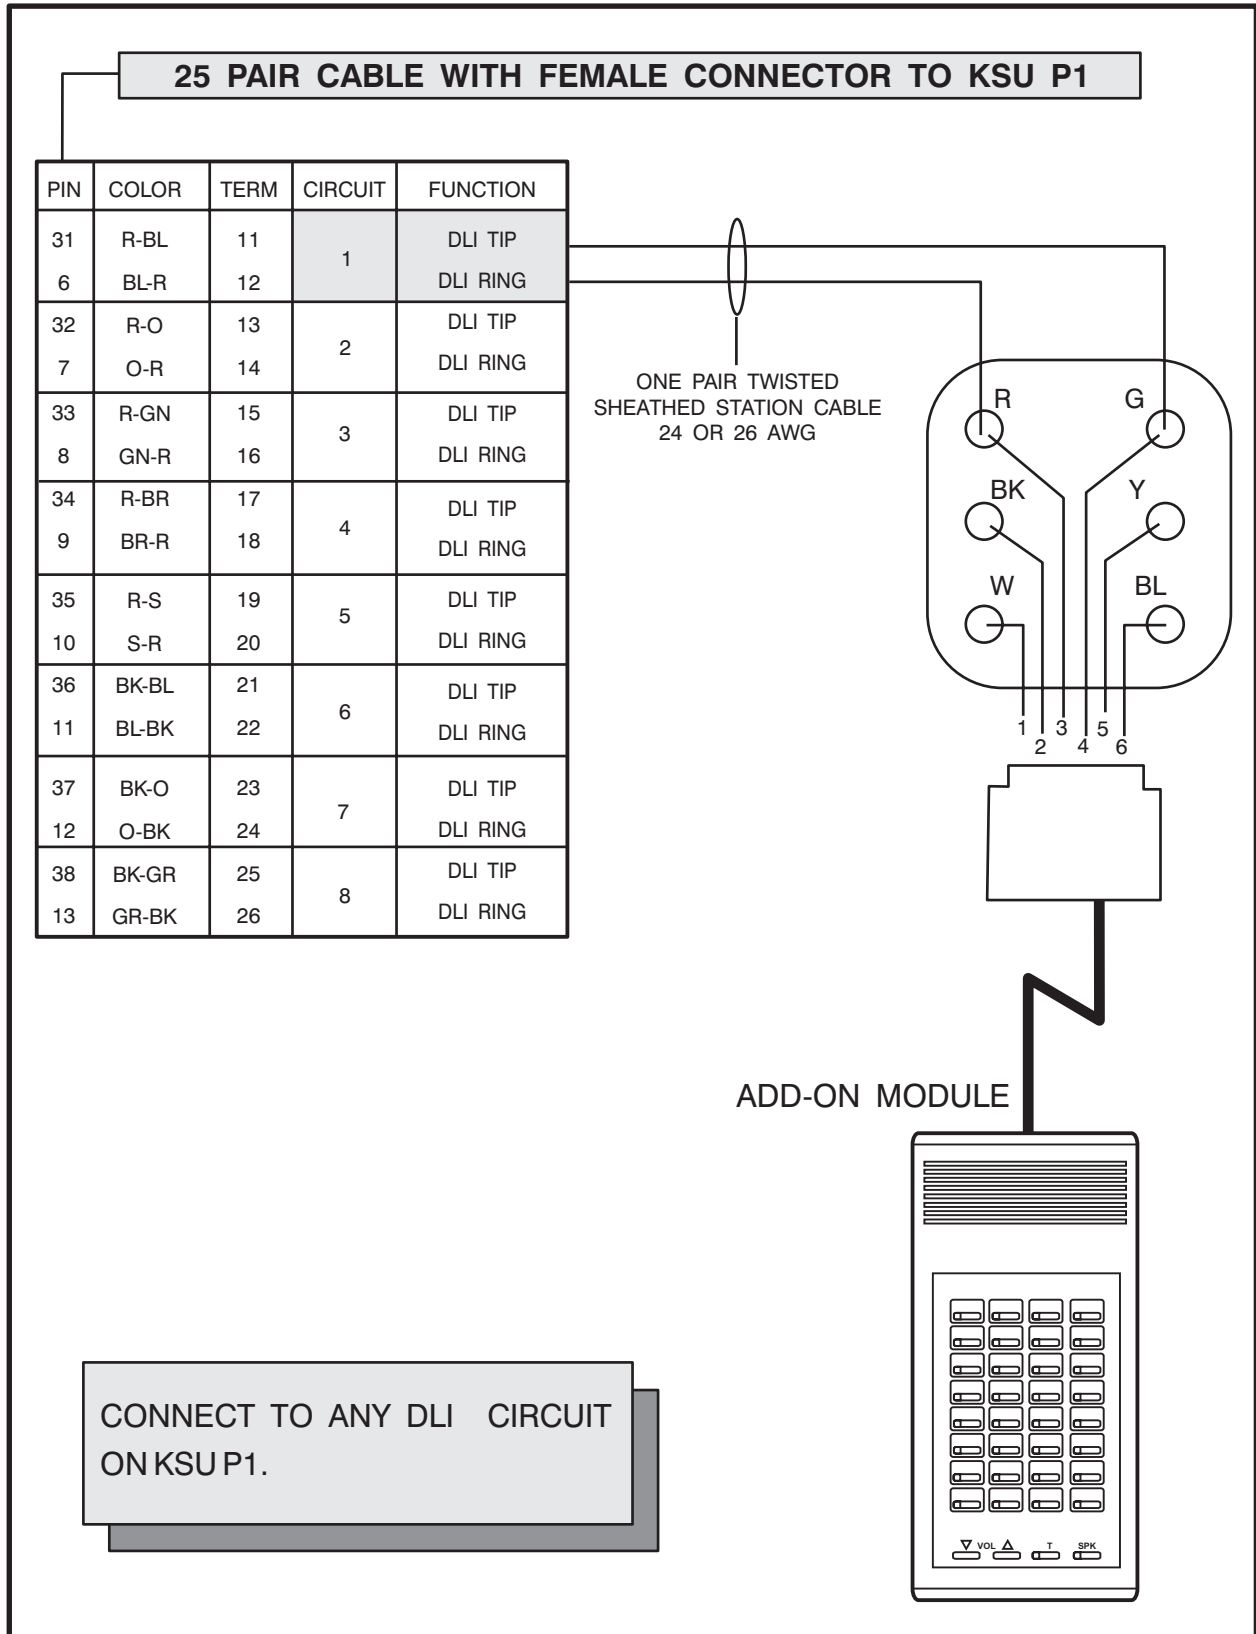 25 PAIR CABLE WITH FEMALE CONNECTOR TO KSU P1
PIN COLOR TERM CIRCUIT FUNCTION
31 R-BL 11 1 DLI TIP
6 BL-R 12 DLI RING
32 R-O 13 2 DLI TIP
7 O-R 14 DLI RING
33 R-GN 15 3 DLI TIP
8 GN-R 16 DLI RING
34 R-BR 17 4 DLI TIP
9 BR-R 18 DLI RING
35 R-S 19 5 DLI TIP
10 S-R 20 DLI RING
36 BK-BL 21 6 DLI TIP
11 BL-BK 22 DLI RING
37 BK-O 23 7 DLI TIP
12 O-BK 24 DLI RING
38 BK-GR 25 8 DLI TIP
13 GR-BK 26 DLI RING
ONE PAIR TWISTED
SHEATHED STATION CABLE
24 OR 26 AWG
R G
BK Y
W BL
1 2 3 4 5 6
ADD-ON MODULE
VOL T SPK
CONNECT TO ANY DLI CIRCUIT
ON KSU P1.